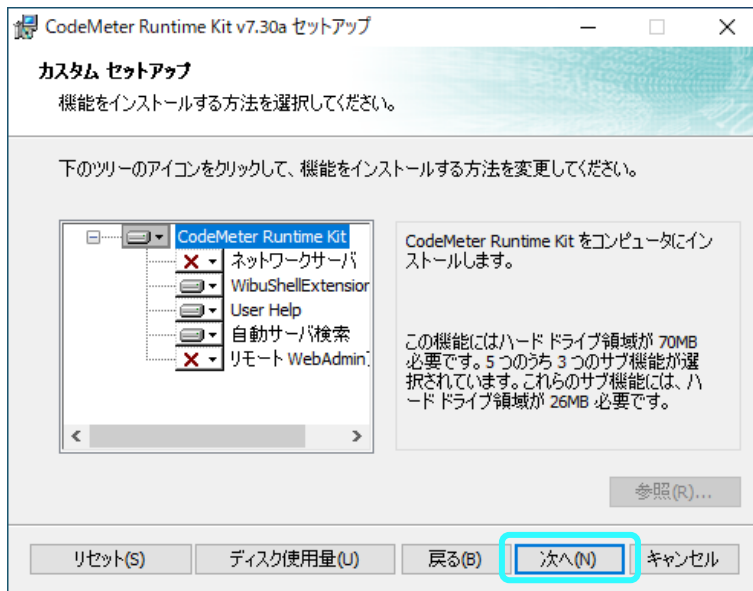 CodeMeter Runtime Kit v7.30a セットアップ
カスタム セットアップ
機能をインストールする方法を選択してください。
下のツリーのアイコンをクリックして、機能をインストールする方法を変更してください。
CodeMeter Runtime Kit
ネットワークサーバ
WibuShellExtension
User Help
自動サーバ検索
リモート WebAdmin
CodeMeter Runtime Kit をコンピュータにイン
ストールします。
この機能にはハード ドライブ領域が 70MB
必要です。5 つのうち 3 つのサブ機能が選
択されています。これらのサブ機能には、ハ
ード ドライブ領域が 26MB 必要です。
参照(R)...
リセット(S)
ディスク使用量(U)
戻る(B)
次へ(N)
キャンセル